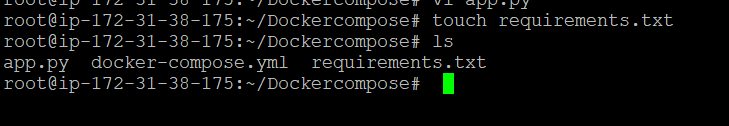 root@ip-172-31-38-175:~/Dockercompose# vi app.py
root@ip-172-31-38-175:~/Dockercompose# touch requirements.txt
root@ip-172-31-38-175:~/Dockercompose# ls
app.py  docker-compose.yml  requirements.txt
root@ip-172-31-38-175:~/Dockercompose#